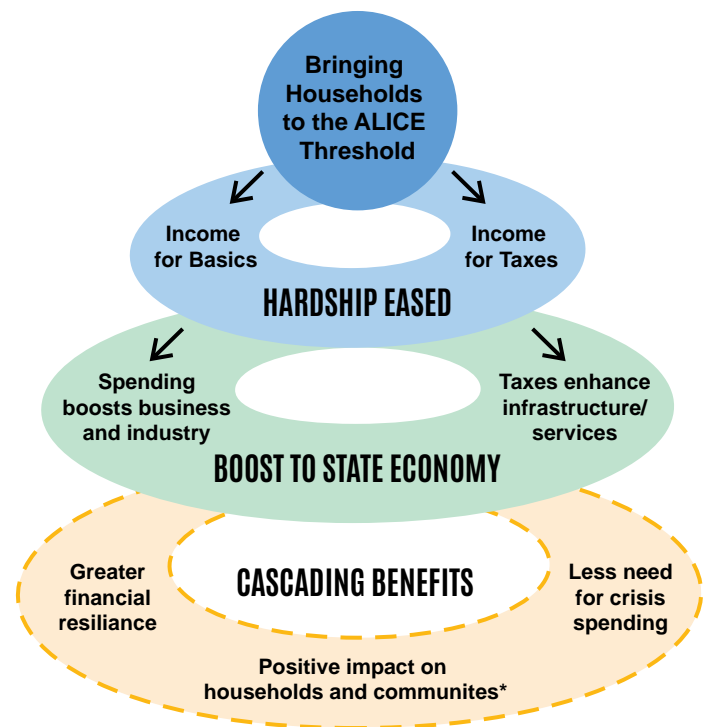 Bringing
Households
to the ALICE
Threshold
Income
for Basics
Income
for Taxes
HARDSHIP EASED
Spending
boosts business
and industry
Taxes enhance
infrastructure/
services
BOOST TO STATE ECONOMY
Greater
financial
resiliance
CASCADING BENEFITS
Less need
for crisis
spending
Positive impact on
households and communites*